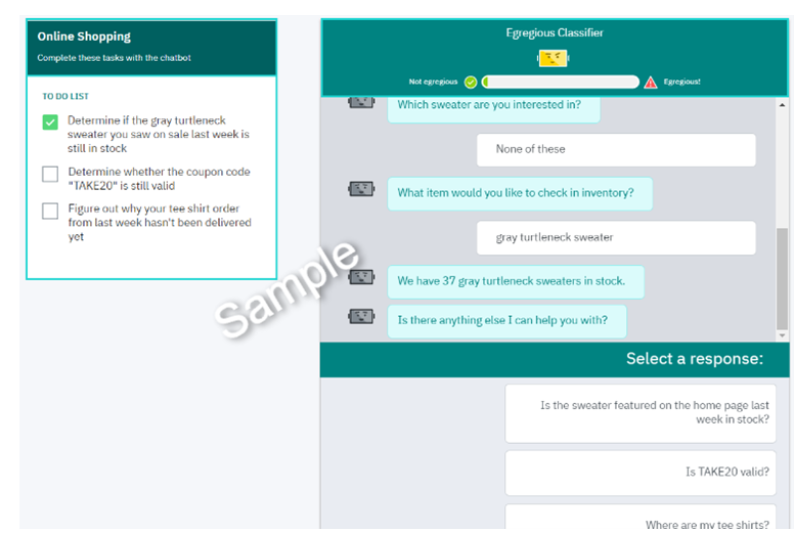 Online Shopping
Complete these tasks with the chatbot
TO DO LIST
Determine if the gray turtleneck
sweater you saw on sale last week is
still in stock
Determine whether the coupon code
"TAKE20" is still valid
Figure out why your tee shirt order
from last week hasn't been delivered
yet
Egregious Classifier
Not egregious
Egregious!
Which sweater are you interested in?
None of these
What item would you like to check in inventory?
gray turtleneck sweater
We have 37 gray turtleneck sweaters in stock.
Is there anything else I can help you with?
Sample
Select a response:
Is the sweater featured on the home page last
week in stock?
Is TAKE20 valid?
Where are my tee shirts?